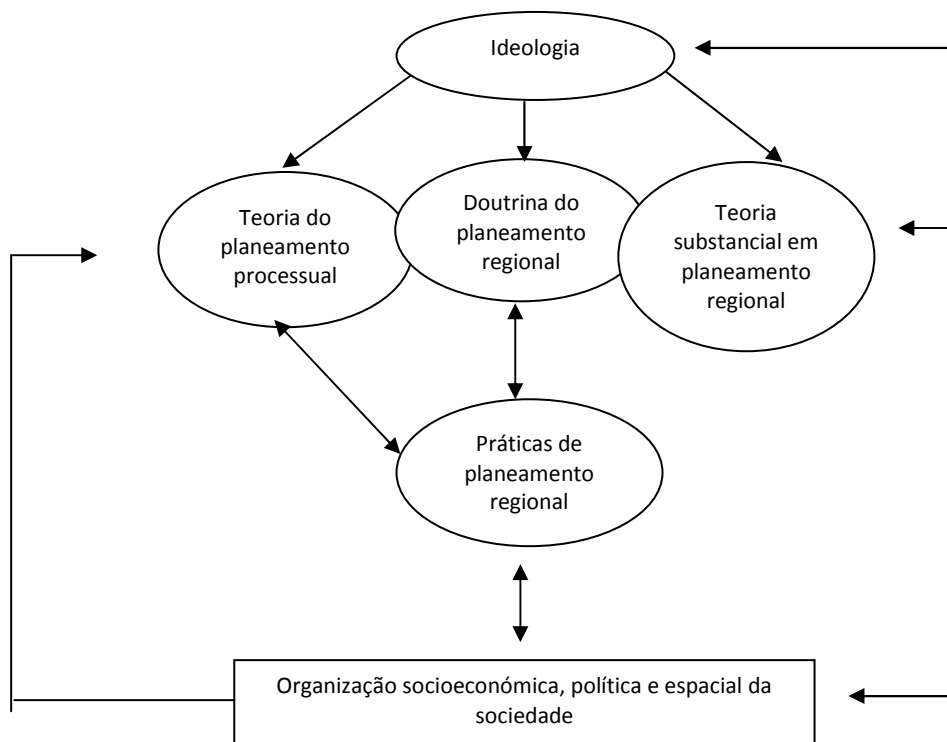 Ideologia
Teoria do
planeamento
processual
Doutrina do
planeamento
regional
Teoria
substancial em
planeamento
regional
Práticas de
planeamento
regional
Organização socioeconómica, política e espacial da
sociedade